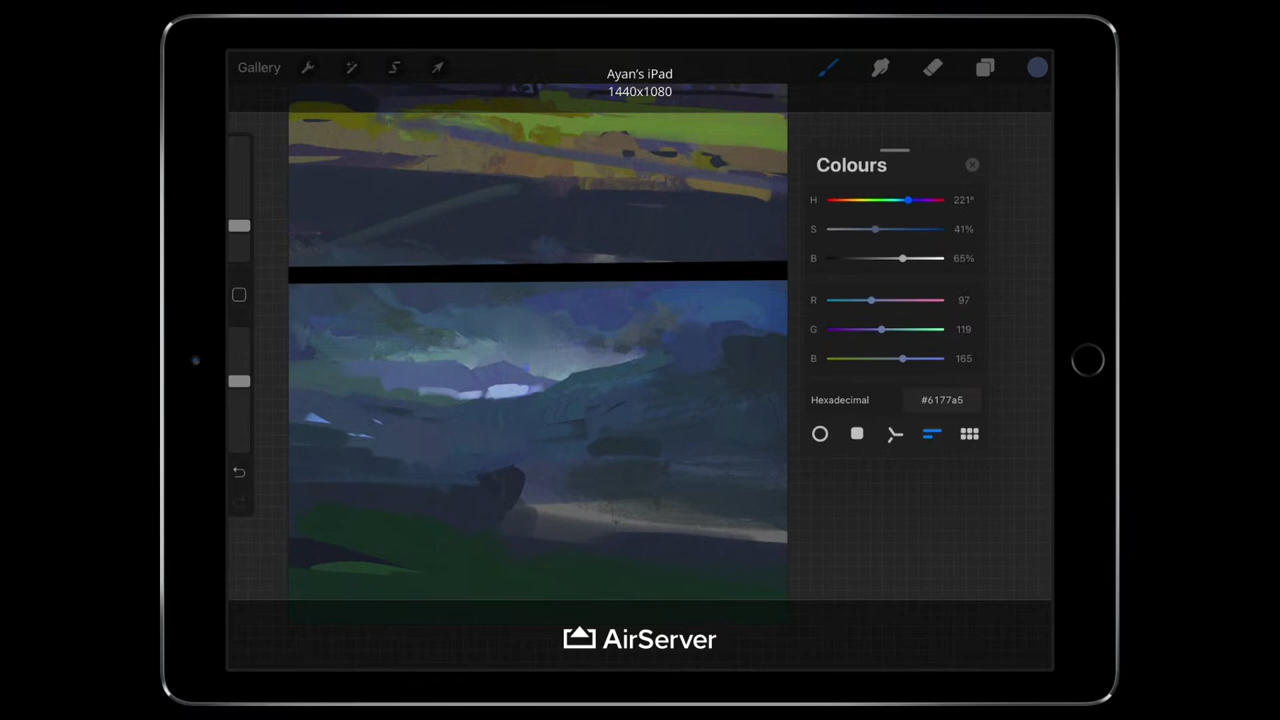 Gallery
Ayan's iPad
1440x1080
Colours
H 221°
S 41%
B 65%
R 97
G 119
B 165
Hexadecimal #6177a5
AirServer